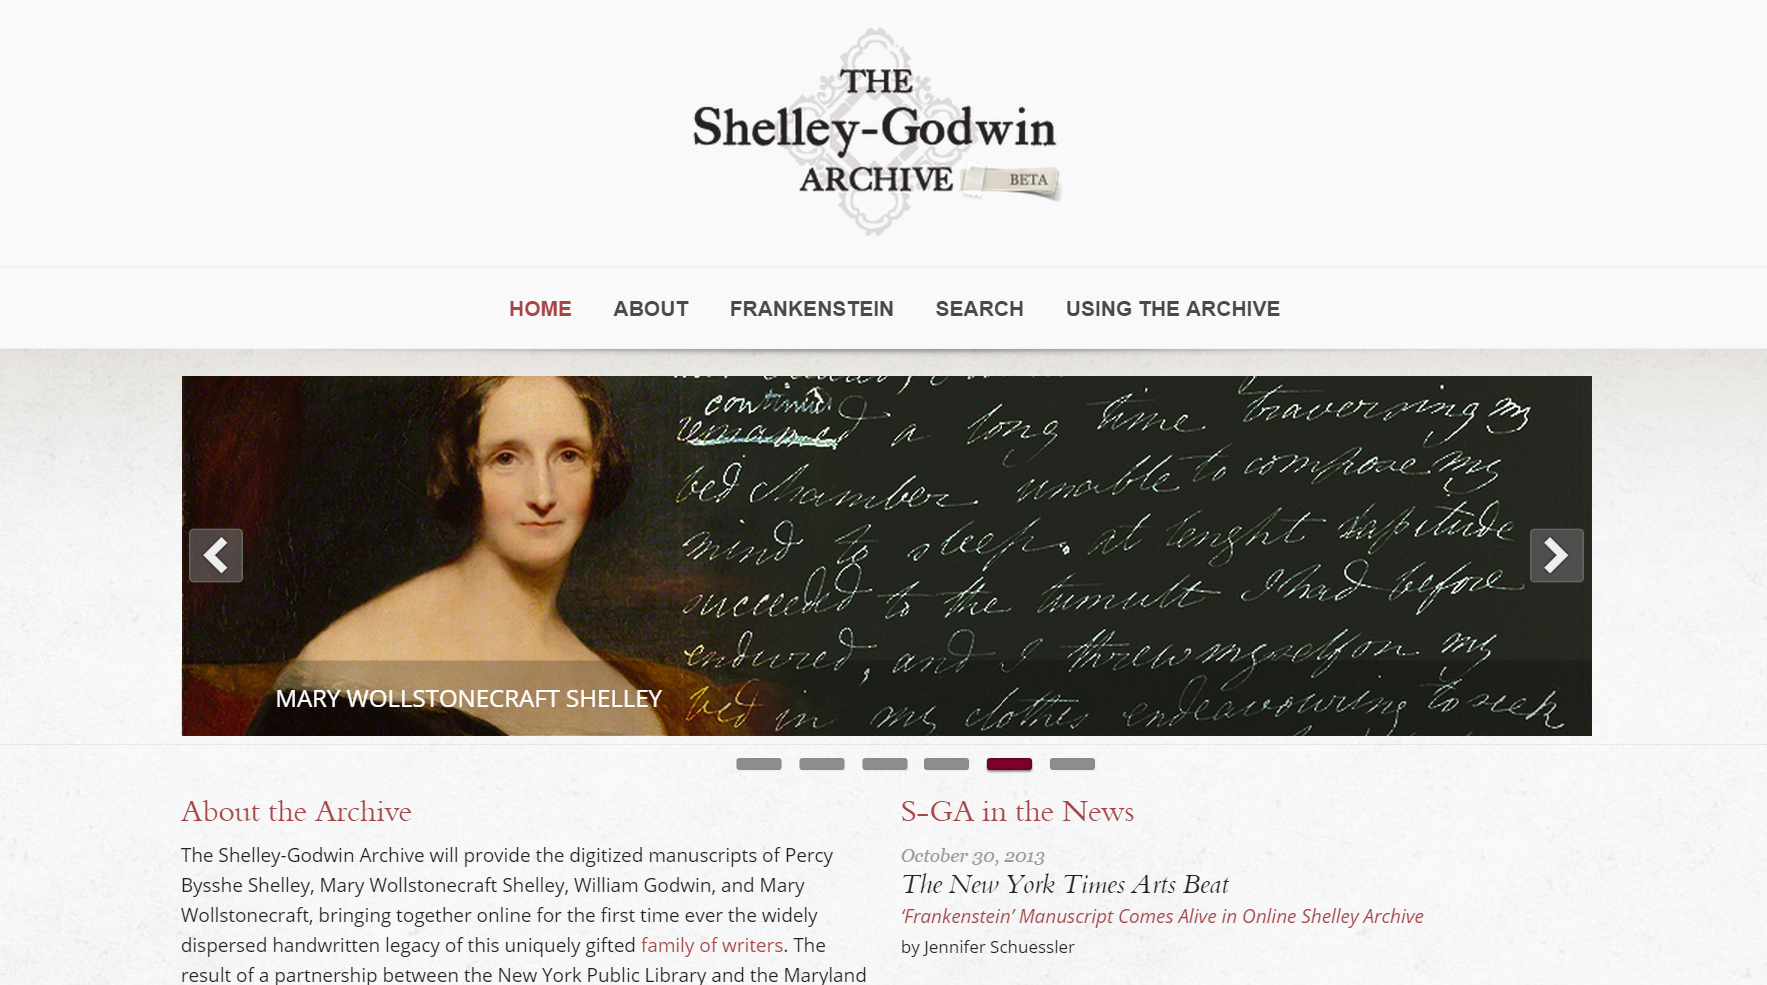 THE
Shelley-Godwin
ARCHIVE BETA
HOME ABOUT FRANKENSTEIN SEARCH USING THE ARCHIVE
continued
remained a long time traversing my
bed chamber unable to compose my
mind to sleep. at lenght lapitude
succeeded to the tumult I had before
endured, and I threw myself on my
bed in my clothes endeavouring to seek
MARY WOLLSTONECRAFT SHELLEY
About the Archive
The Shelley-Godwin Archive will provide the digitized manuscripts of Percy
Bysshe Shelley, Mary Wollstonecraft Shelley, William Godwin, and Mary
Wollstonecraft, bringing together online for the first time ever the widely
dispersed handwritten legacy of this uniquely gifted family of writers. The
result of a partnership between the New York Public Library and the Maryland
S-GA in the News
October 30, 2013
The New York Times Arts Beat
‘Frankenstein’ Manuscript Comes Alive in Online Shelley Archive
by Jennifer Schuessler